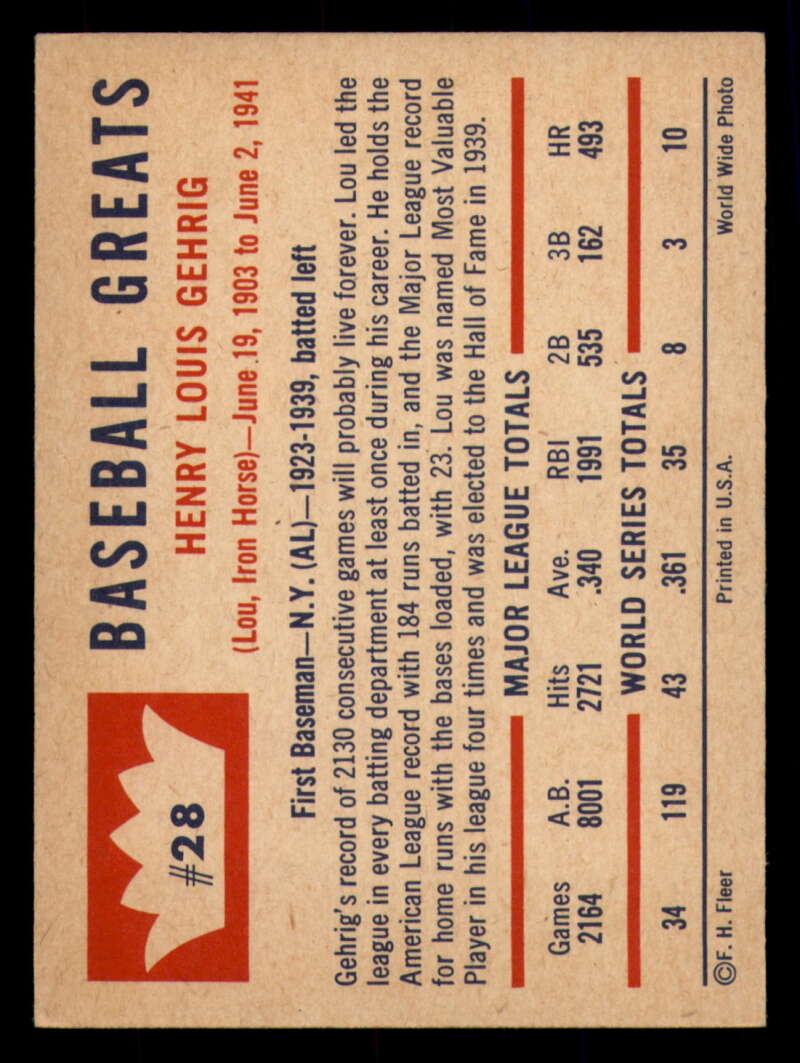 #28
BASEBALL GREATS
HENRY LOUIS GEHRIG
(Lou, Iron Horse)—June 19, 1903 to June 2, 1941
First Baseman—N.Y. (AL)—1923-1939, batted left
Gehrig's record of 2130 consecutive games will probably live forever. Lou led the
league in every batting department at least once during his career. He holds the
American League record with 184 runs batted in, and the Major League record
for home runs with the bases loaded, with 23. Lou was named Most Valuable
Player in his league four times and was elected to the Hall of Fame in 1939.
MAJOR LEAGUE TOTALS
Games A.B. Hits Ave. RBI 2B 3B HR
2164 8001 2721 .340 1991 535 162 493
WORLD SERIES TOTALS
34 119 43 .361 35 8 3 10
©F. H. Fleer Printed in U.S.A. World Wide Photo